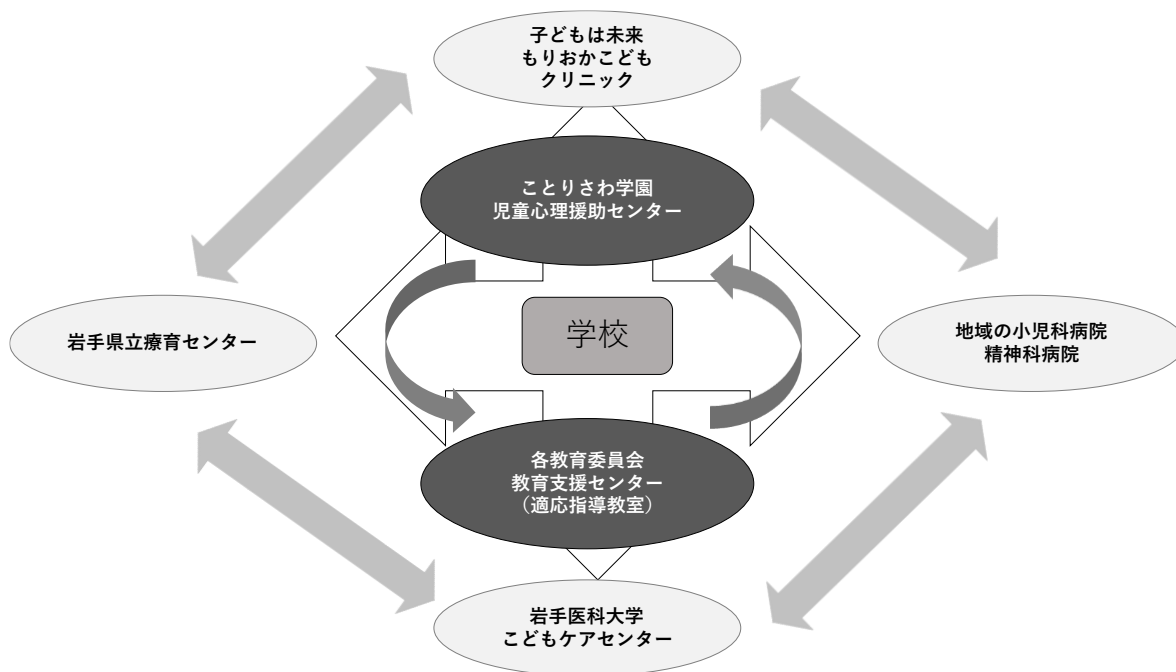 子どもは未来
もりおかこども
クリニック
ことりさわ学園
児童心理援助センター
岩手県立療育センター
学校
地域の小児科病院
精神科病院
各教育委員会
教育支援センター
（適応指導教室）
岩手医科大学
こどもケアセンター